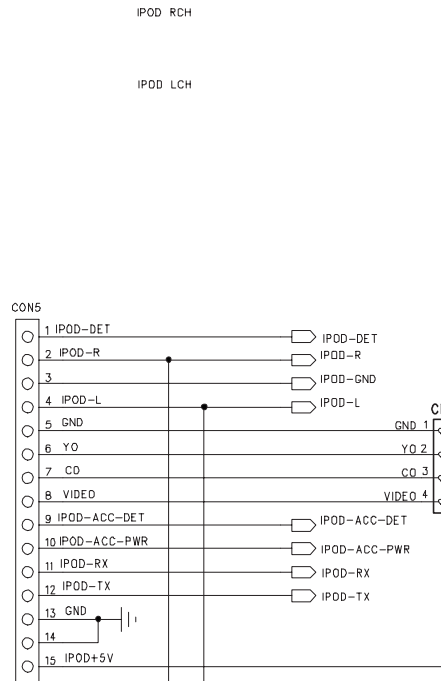 IPOD RCH
IPOD LCH
CON5
1 IPOD-DET IPOD-DET
2 IPOD-R IPOD-R
3 IPOD-GND
4 IPOD-L IPOD-L
5 GND GND 1
6 YO YO 2
7 CO CO 3
8 VIDEO VIDEO 4
9 IPOD-ACC-DET IPOD-ACC-DET
10 IPOD-ACC-PWR IPOD-ACC-PWR
11 IPOD-RX IPOD-RX
12 IPOD-TX IPOD-TX
13 GND
14
15 IPOD+5V